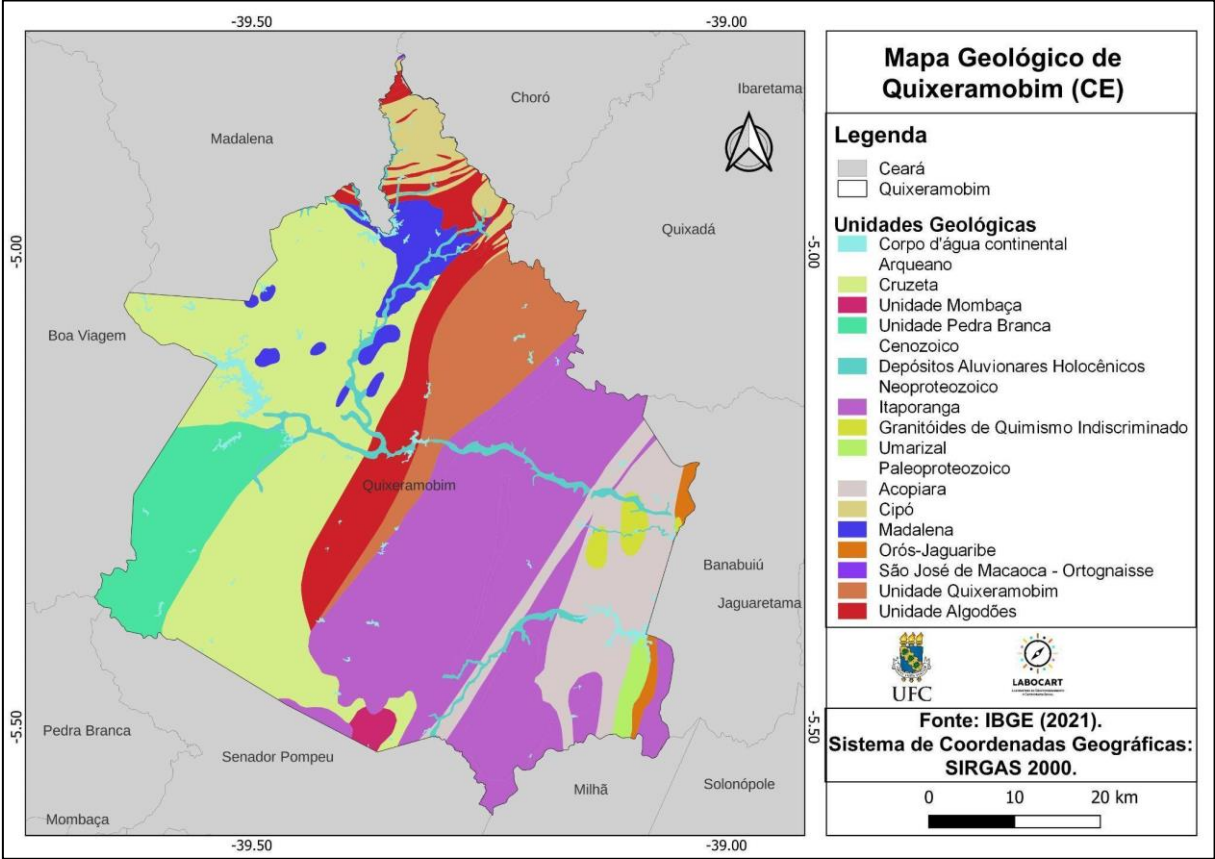 -39.50
-39.00
Mapa Geológico de
Quixeramobim (CE)
Legenda
Ceará
Quixeramobim
Unidades Geológicas
Corpo d'água continental
Arqueano
Cruzeta
Unidade Mombaça
Unidade Pedra Branca
Cenozoico
Depósitos Aluvionares Holocênicos
Neoproteozoico
Itaporanga
Granitóides de Quimismo Indiscriminado
Umarizal
Paleoproteozoico
Acopiara
Cipó
Madalena
Orós-Jaguaribe
São José de Macaoca - Ortognaisse
Unidade Quixeramobim
Unidade Algodões
UFC
LABOCART
Fonte: IBGE (2021).
Sistema de Coordenadas Geográficas:
SIRGAS 2000.
0 10 20 km
Ibaretama
Choró
Madalena
Quixadá
-5.00
-5.00
Boa Viagem
Quixeramobim
Banabuiú
Jaguaretama
-5.50
-5.50
Pedra Branca
Senador Pompeu
Milhã
Solonópole
Mombaça
-39.50
-39.00